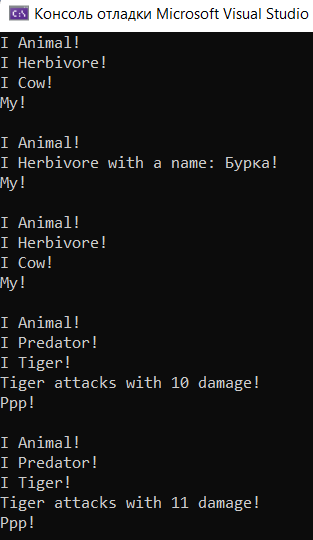 Консоль отладки Microsoft Visual Studio
I Animal!
I Herbivore!
I Cow!
My!
I Animal!
I Herbivore with a name: Бурка!
My!
I Animal!
I Herbivore!
I Cow!
My!
I Animal!
I Predator!
I Tiger!
Tiger attacks with 10 damage!
Ppp!
I Animal!
I Predator!
I Tiger!
Tiger attacks with 11 damage!
Ppp!